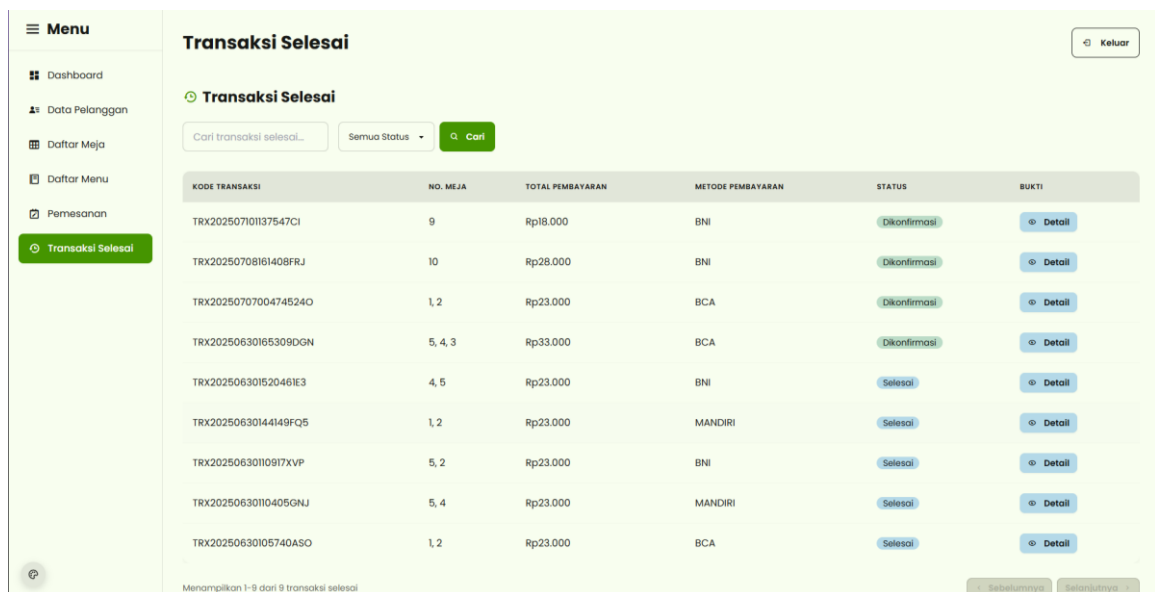 Menu
Transaksi Selesai
Keluar
Dashboard
Data Pelanggan
Daftar Meja
Daftar Menu
Pemesanan
Transaksi Selesai
Transaksi Selesai
Cari transaksi selesai... Semua Status Cari
KODE TRANSAKSI NO. MEJA TOTAL PEMBAYARAN METODE PEMBAYARAN STATUS BUKTI
TRX202507101137547CI 9 Rp18.000 BNI Dikonfirmasi Detail
TRX20250708161408FRJ 10 Rp28.000 BNI Dikonfirmasi Detail
TRX20250707004745240 1, 2 Rp23.000 BCA Dikonfirmasi Detail
TRX20250630165309DGN 5, 4, 3 Rp33.000 BCA Dikonfirmasi Detail
TRX202506301520461E3 4, 5 Rp23.000 BNI Selesai Detail
TRX20250630144149FQ5 1, 2 Rp23.000 MANDIRI Selesai Detail
TRX20250630110917XVP 5, 2 Rp23.000 BNI Selesai Detail
TRX20250630110405GNJ 5, 4 Rp23.000 MANDIRI Selesai Detail
TRX20250630105740ASO 1, 2 Rp23.000 BCA Selesai Detail
Menampilkan 1-9 dari 9 transaksi selesai
Sebelumnya Selanjutnya